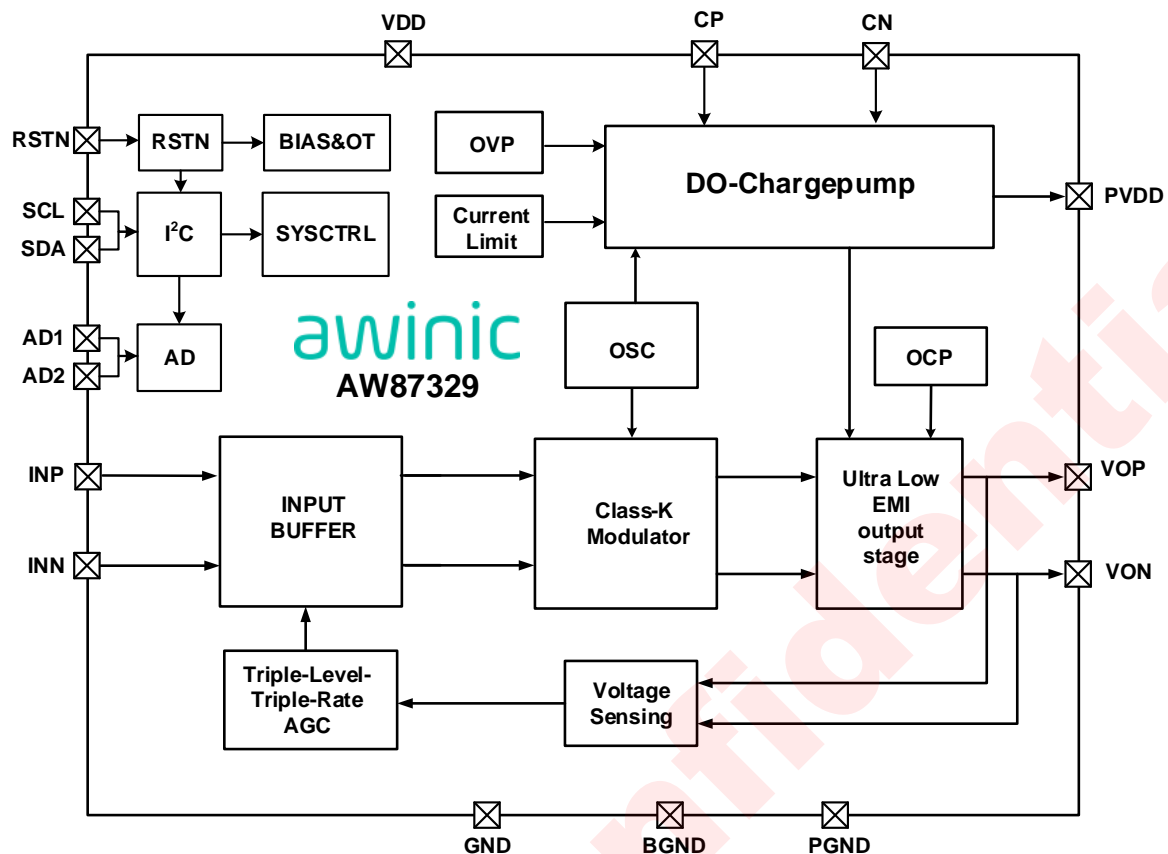 VDD
CP
CN
RSTN
RSTN
BIAS&OT
OVP
DO-Chargepump
SCL
SDA
I²C
SYSCTRL
Current
Limit
PVDD
AD1
AD2
AD
awinic
AW87329
OSC
OCP
INP
INN
INPUT
BUFFER
Class-K
Modulator
Ultra Low
EMI
output
stage
VOP
VON
Triple-Level-
Triple-Rate
AGC
Voltage
Sensing
GND
BGND
PGND
nfidentia